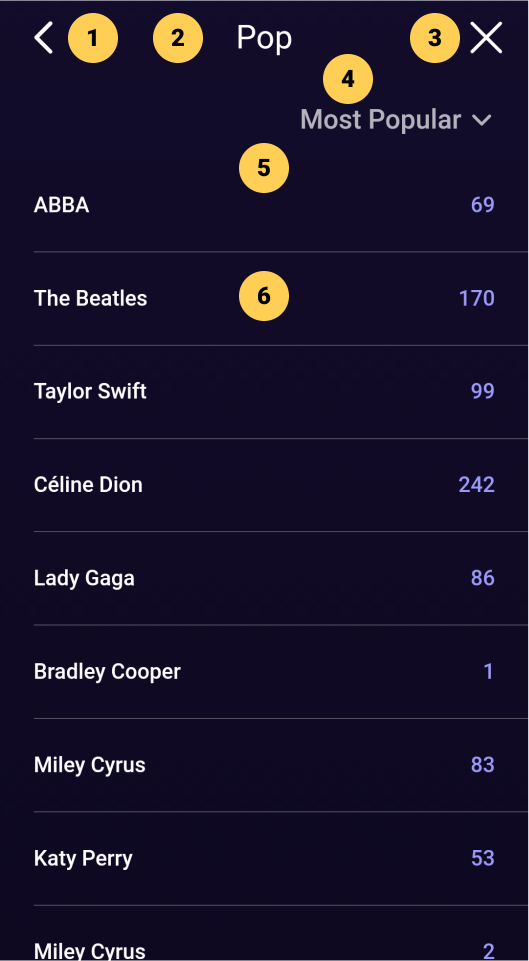 1 2 Pop 3
4
Most Popular
5
ABBA 69
The Beatles 6 170
Taylor Swift 99
Céline Dion 242
Lady Gaga 86
Bradley Cooper 1
Miley Cyrus 83
Katy Perry 53
Miley Cyrus 2